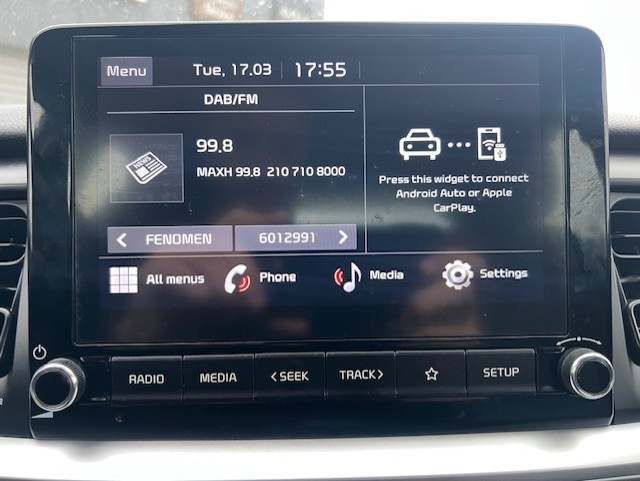 Menu
Tue, 17.03
17:55
DAB/FM
NEWS
99.8
MAXH 99.8 210 710 8000
FENOMEN
6012991
Press this widget to connect
Android Auto or Apple
CarPlay.
All menus
Phone
Media
Settings
RADIO
MEDIA
< SEEK
TRACK >
SETUP